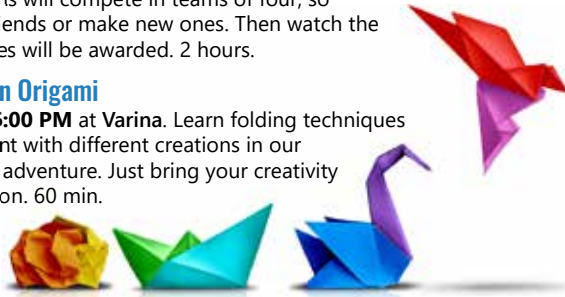 ns will compete in teams of four, so
iends or make new ones. Then watch the
es will be awarded. 2 hours.
n Origami
:00 PM at Varina. Learn folding techniques
nt with different creations in our
adventure. Just bring your creativity
on. 60 min.